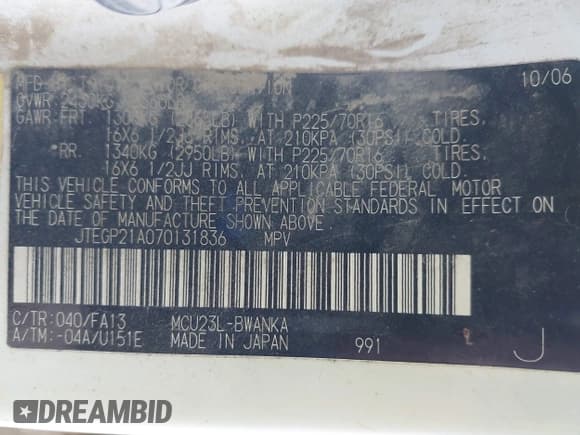 MFD. 10/06
GVWR:
GAWR:FRT. WITH P225/70R16 TIRES,
16X6 1/2JJ RIMS, AT 210KPA (30PSI) COLD.
RR. 1340KG (2950LB) WITH P225/70R16 TIRES,
16X6 1/2JJ RIMS, AT 210KPA (30PSI) COLD.
THIS VEHICLE CONFORMS TO ALL APPLICABLE FEDERAL MOTOR
VEHICLE SAFETY AND THEFT PREVENTION STANDARDS IN EFFECT ON
THE DATE OF MANUFACTURE SHOWN ABOVE.
JTEGP21A070131836 MPV
C/TR: 040/FA13 MCU23L-BWANKA
A/TM: -04A/U151E MADE IN JAPAN 991 J
DREAMBID